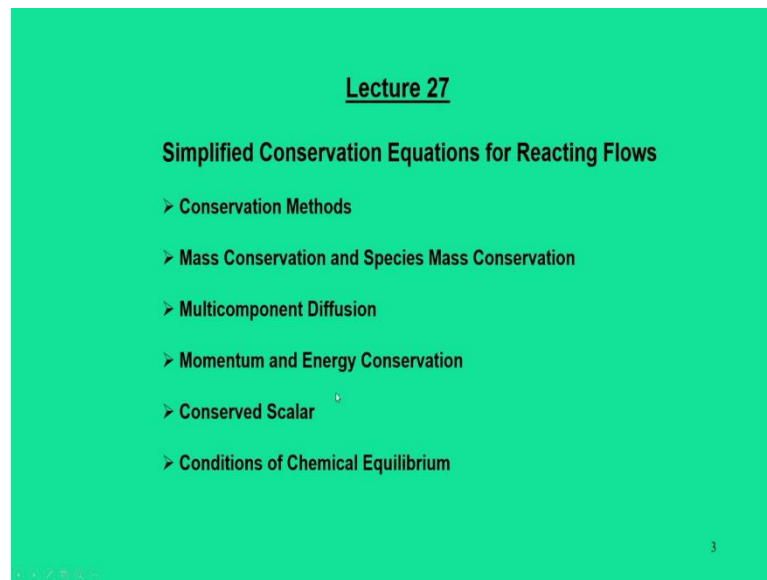 Lecture 27
Simplified Conservation Equations for Reacting Flows
➢ Conservation Methods
➢ Mass Conservation and Species Mass Conservation
➢ Multicomponent Diffusion
➢ Momentum and Energy Conservation
➢ Conserved Scalar
➢ Conditions of Chemical Equilibrium
3